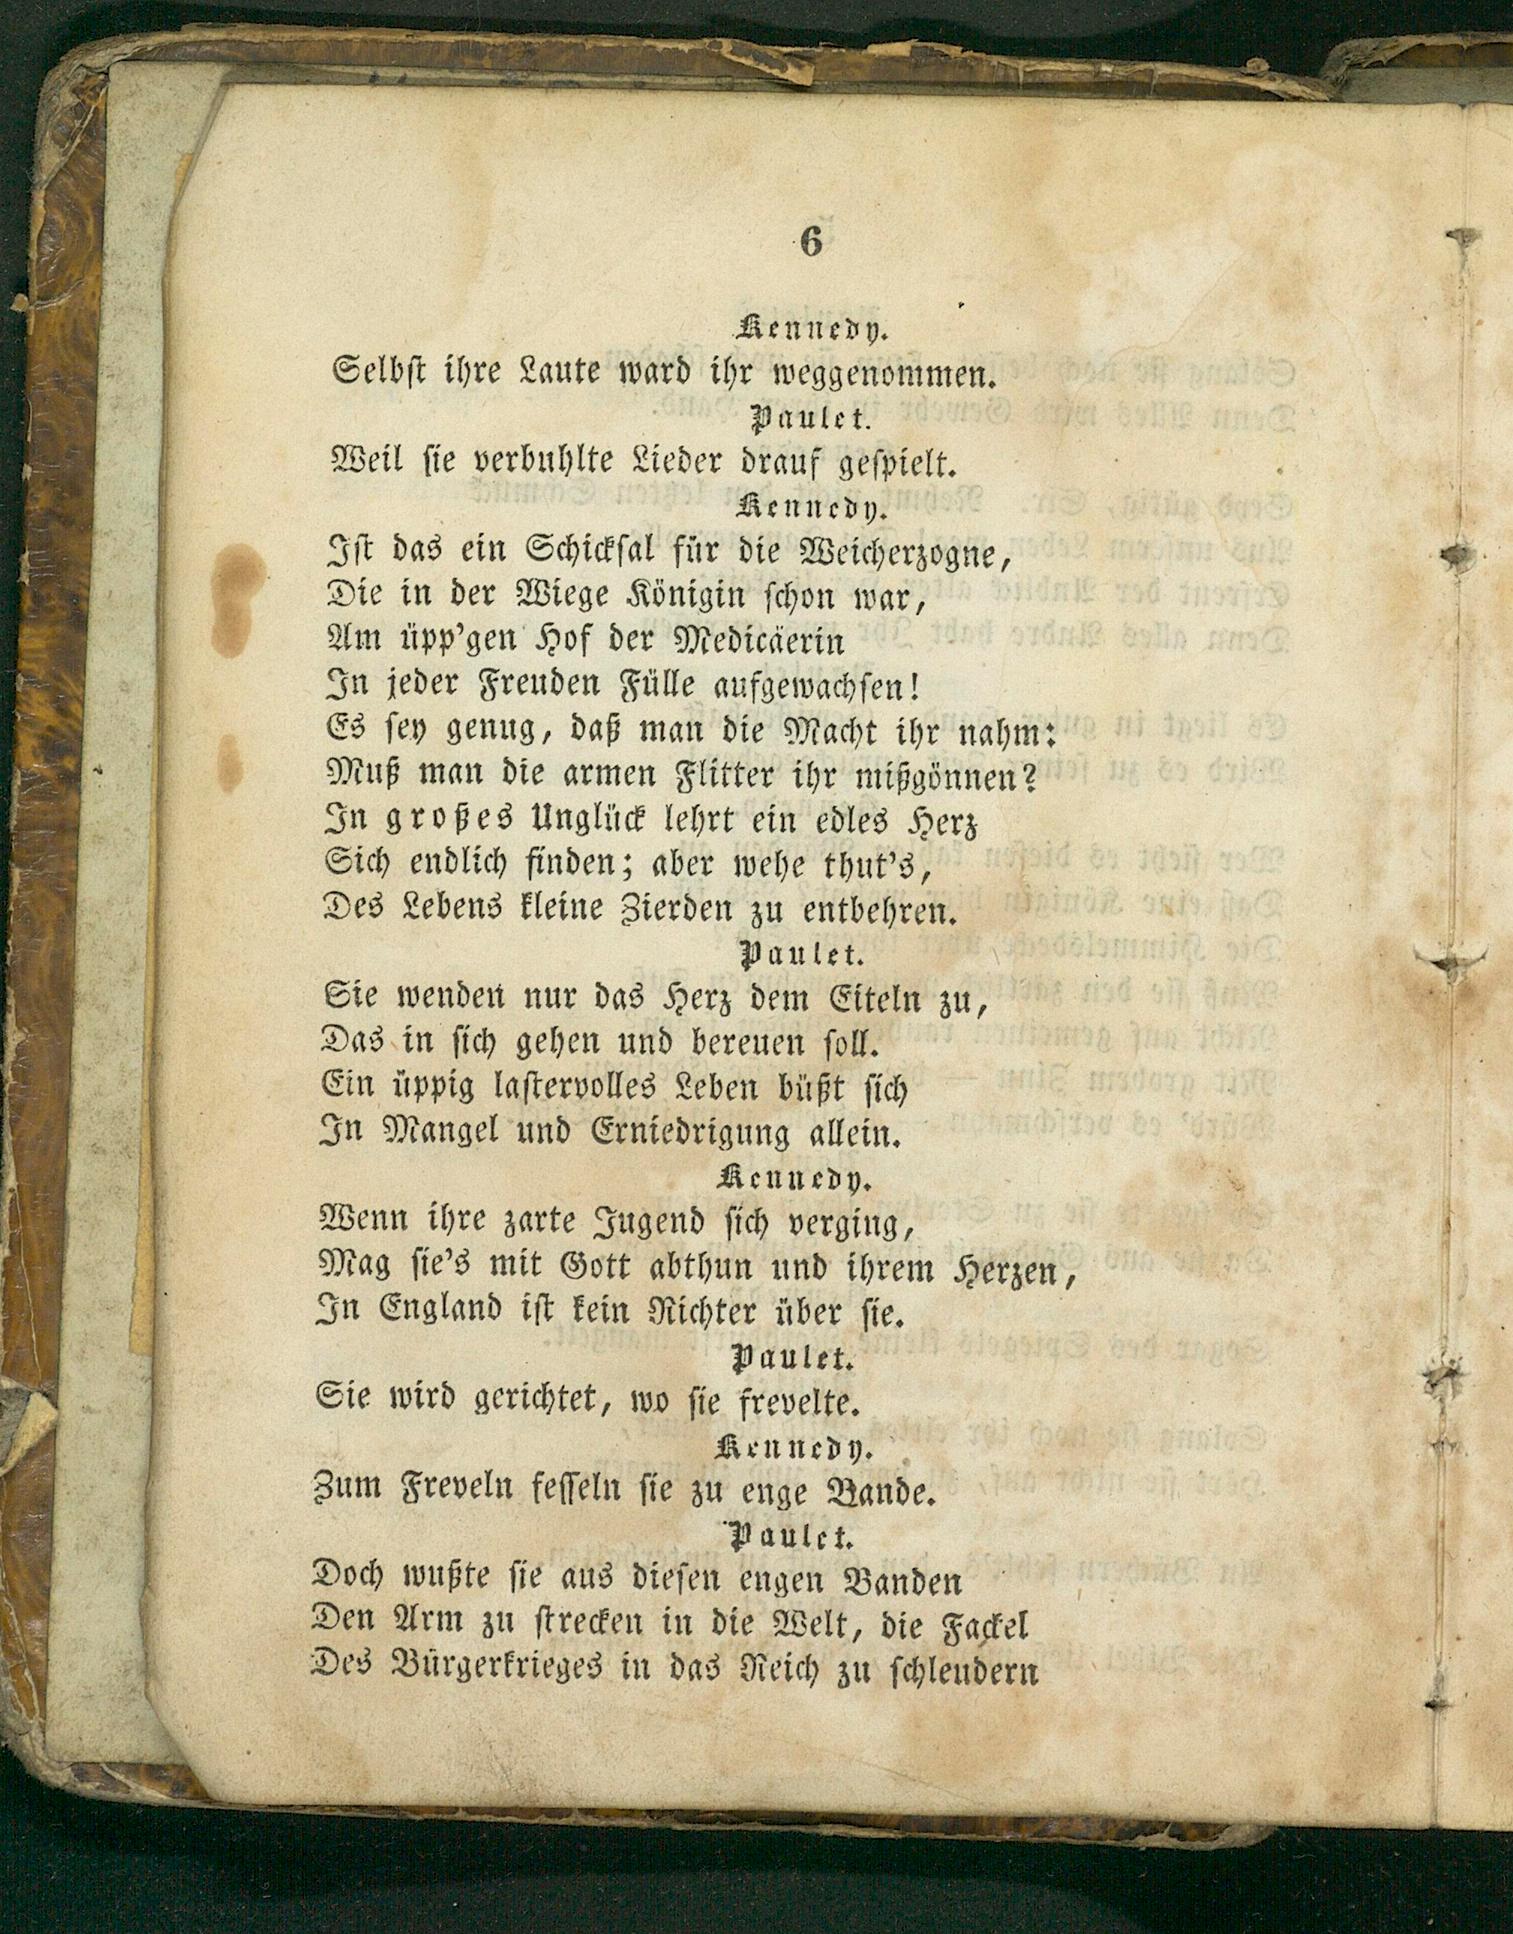 6
Kennedy.
Selbst ihre Laute ward ihr weggenommen.
Paulet.
Weil sie verbuhlte Lieder drauf gespielt.
Kennedy.
Ist das ein Schicksal für die Weicherzogne,
Die in der Wiege Königin schon war,
Am üpp'gen Hof der Medicäerin
In jeder Freuden Fülle aufgewachsen!
Es sey genug, daß man die Macht ihr nahm:
Muß man die armen Flitter ihr mißgönnen?
In großes Unglück lehrt ein edles Herz
Sich endlich finden; aber wehe thut's,
Des Lebens kleine Zierden zu entbehren.
Paulet.
Sie wenden nur das Herz dem Eiteln zu,
Das in sich gehen und bereuen soll.
Ein üppig lastervolles Leben büßt sich
In Mangel und Erniedrigung allein.
Kennedy.
Wenn ihre zarte Jugend sich verging,
Mag sie's mit Gott abthun und ihrem Herzen,
In England ist kein Richter über sie.
Paulet.
Sie wird gerichtet, wo sie frevelte.
Kennedy.
Zum Freveln fesseln sie zu enge Bande.
Paulet.
Doch wußte sie aus diesen engen Banden
Den Arm zu strecken in die Welt, die Fackel
Des Bürgerkrieges in das Reich zu schleudern